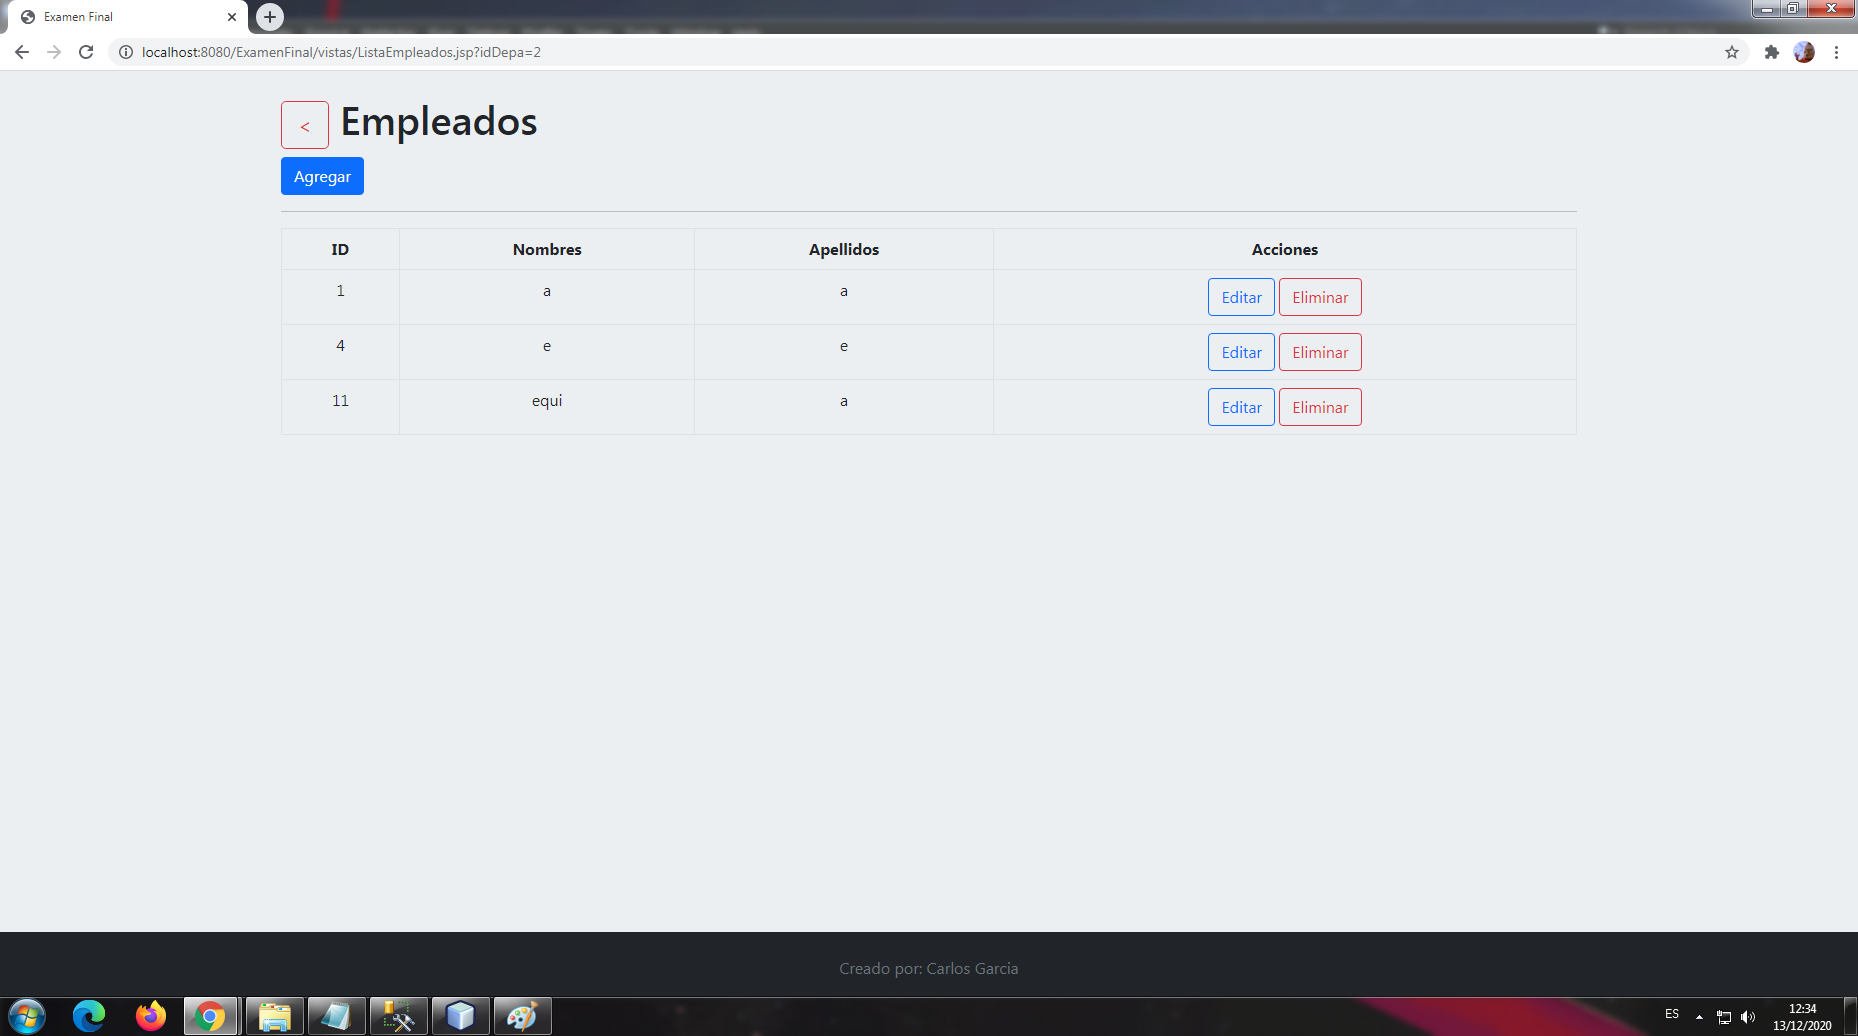 Examen Final
localhost:8080/ExamenFinal/vistas/ListaEmpleados.jsp?idDepa=2
< Empleados
Agregar
ID Nombres Apellidos Acciones
1 a a Editar Eliminar
4 e e Editar Eliminar
11 equi a Editar Eliminar
Creado por: Carlos Garcia
ES 12:34
13/12/2020